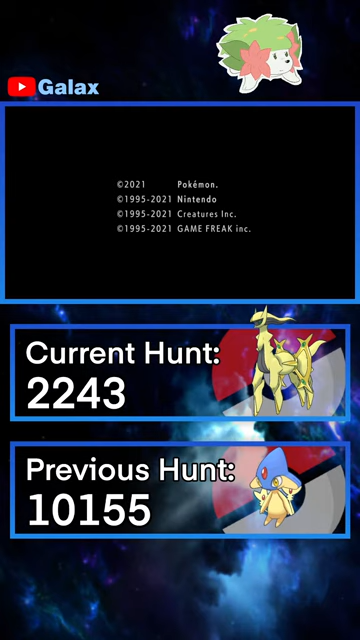 Galax
©2021 Pokémon.
©1995-2021 Nintendo
©1995-2021 Creatures Inc.
©1995-2021 GAME FREAK inc.
Current Hunt:
2243
Previous Hunt:
10155